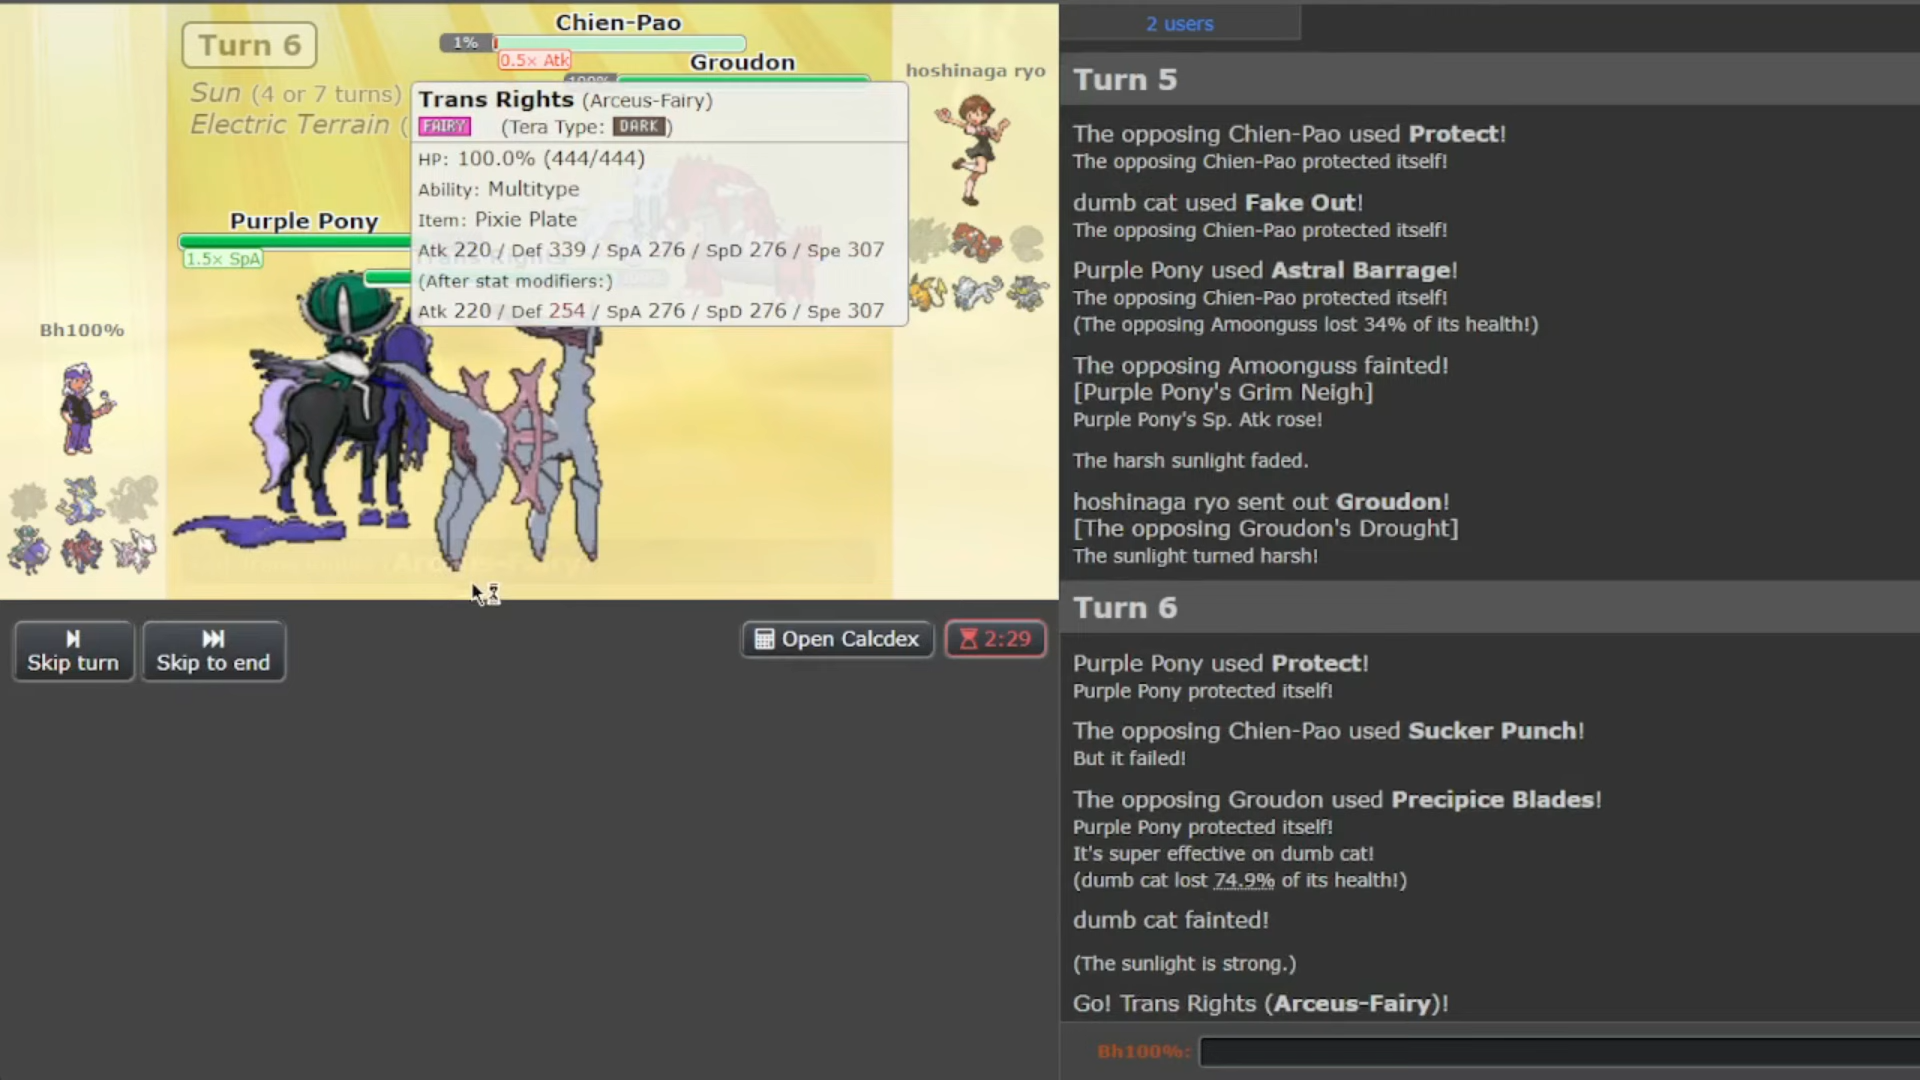 Turn 6
Sun (4 or 7 turns)
Electric Terrain (
Chien-Pao
1%
0.5× Atk
Groudon
100%
hoshinaga ryo
Trans Rights (Arceus-Fairy)
FAIRY (Tera Type: DARK)
HP: 100.0% (444/444)
Ability: Multitype
Item: Pixie Plate
Atk 220 / Def 339 / SpA 276 / SpD 276 / Spe 307
(After stat modifiers:)
Atk 220 / Def 254 / SpA 276 / SpD 276 / Spe 307
Purple Pony
1.5× SpA
Bh100%
Skip turn
Skip to end
Open Calcdex
2:29
2 users
Turn 5
The opposing Chien-Pao used Protect!
The opposing Chien-Pao protected itself!
dumb cat used Fake Out!
The opposing Chien-Pao protected itself!
Purple Pony used Astral Barrage!
The opposing Chien-Pao protected itself!
(The opposing Amoonguss lost 34% of its health!)
The opposing Amoonguss fainted!
[Purple Pony's Grim Neigh]
Purple Pony's Sp. Atk rose!
The harsh sunlight faded.
hoshinaga ryo sent out Groudon!
[The opposing Groudon's Drought]
The sunlight turned harsh!
Turn 6
Purple Pony used Protect!
Purple Pony protected itself!
The opposing Chien-Pao used Sucker Punch!
But it failed!
The opposing Groudon used Precipice Blades!
Purple Pony protected itself!
It's super effective on dumb cat!
(dumb cat lost 74.9% of its health!)
dumb cat fainted!
(The sunlight is strong.)
Go! Trans Rights (Arceus-Fairy)!
Bh100%: